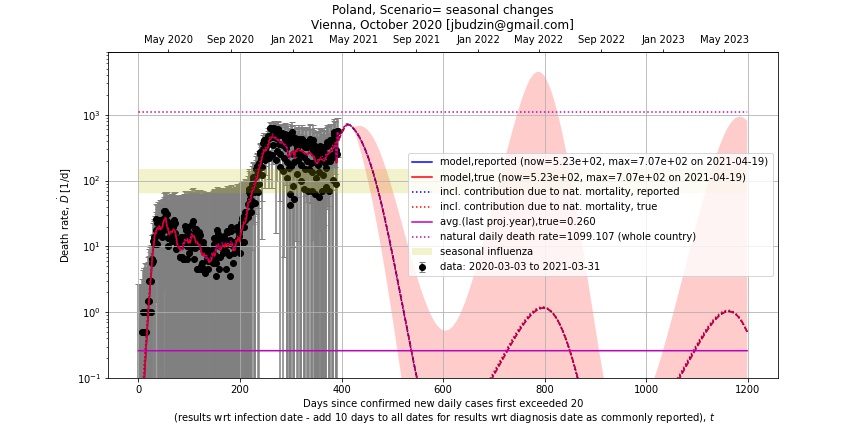 Poland, Scenario= seasonal changes
Vienna, October 2020 [jbudzin@gmail.com]
May 2020 Sep 2020 Jan 2021 May 2021 Sep 2021 Jan 2022 May 2022 Sep 2022 Jan 2023 May 2023
Death rate, Ḋ [1/d]
10³
10²
10¹
10⁰
10⁻¹
model,reported (now=5.23e+02, max=7.07e+02 on 2021-04-19)
model,true (now=5.23e+02, max=7.07e+02 on 2021-04-19)
incl. contribution due to nat. mortality, reported
incl. contribution due to nat. mortality, true
avg.(last proj.year),true=0.260
natural daily death rate=1099.107 (whole country)
seasonal influenza
data: 2020-03-03 to 2021-03-31
0 200 400 600 800 1000 1200
Days since confirmed new daily cases first exceeded 20
(results wrt infection date - add 10 days to all dates for results wrt diagnosis date as commonly reported), t